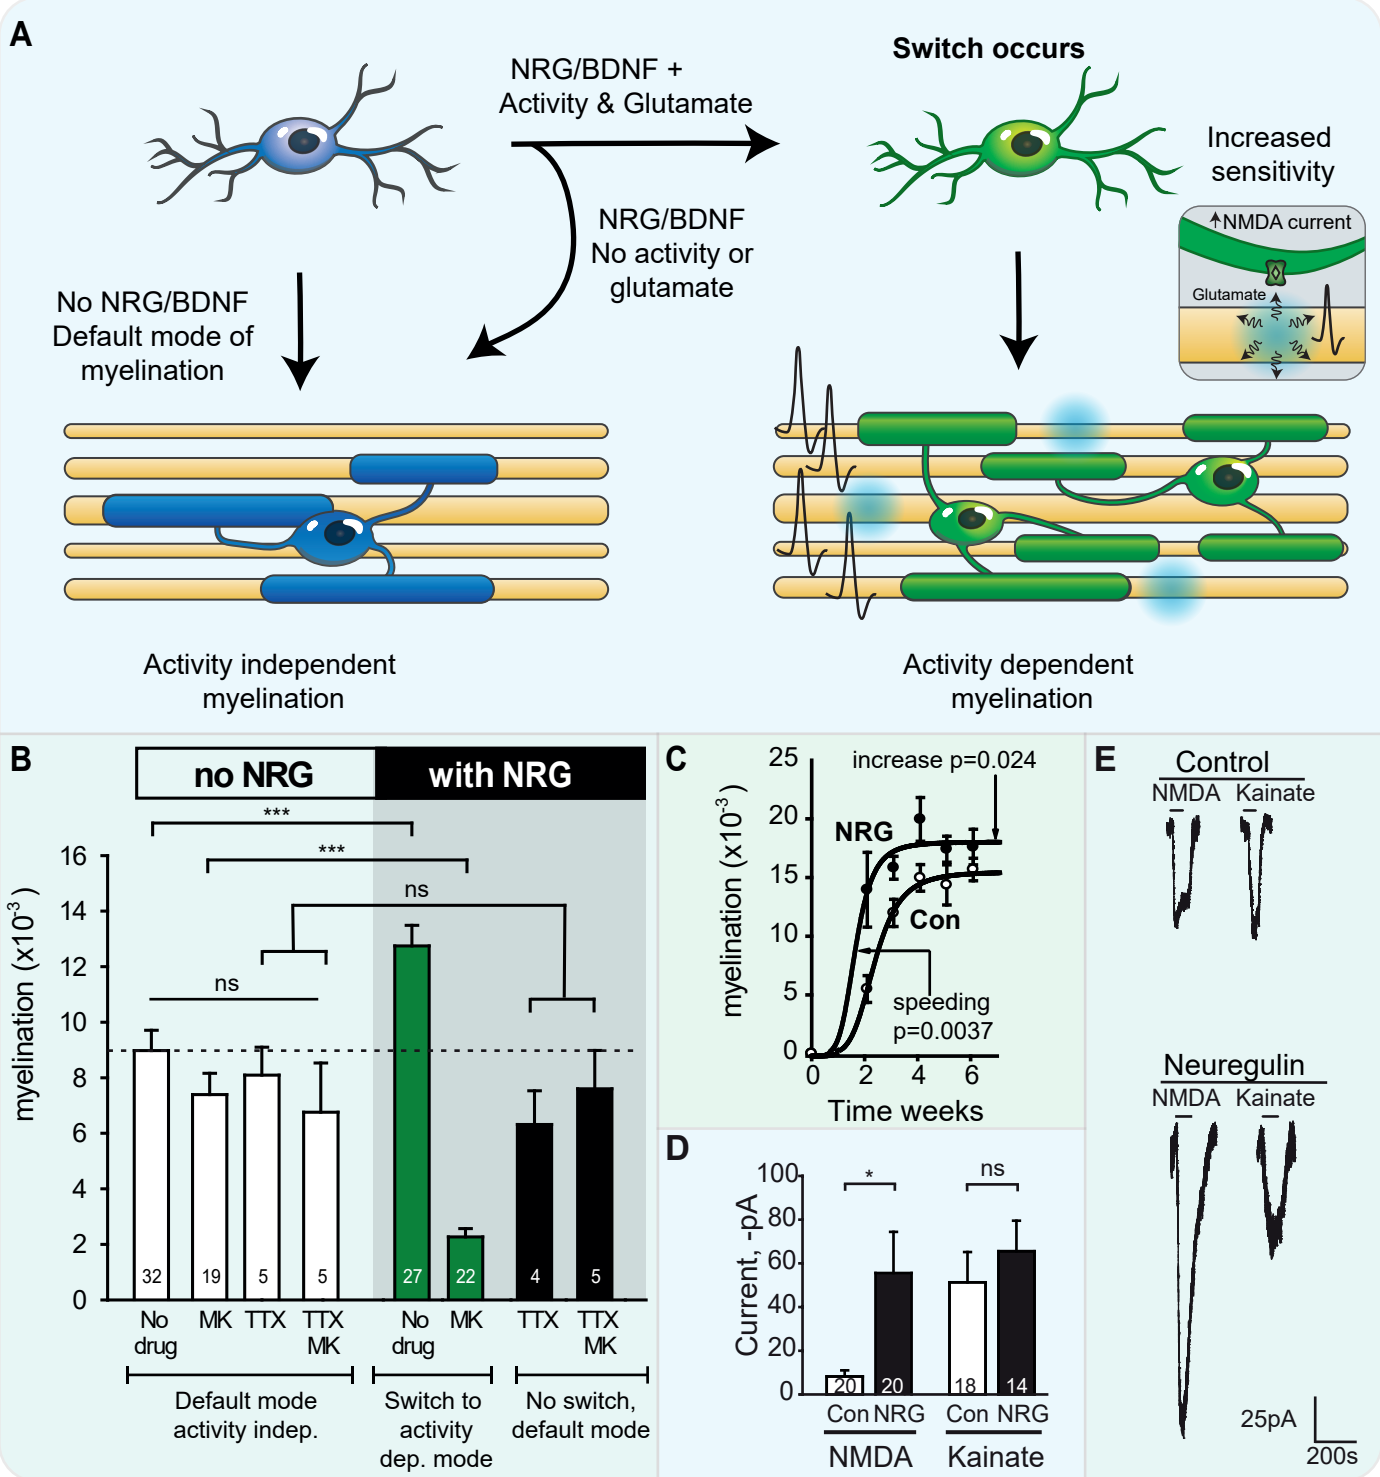 A
NRG/BDNF +
Activity & Glutamate
Switch occurs
Increased
sensitivity
NRG/BDNF
No activity or
glutamate
No NRG/BDNF
Default mode of
myelination
NMDA current
Glutamate
Activity independent
myelination
Activity dependent
myelination
B
no NRG
with NRG
***
***
ns
ns
myelination (x10-3)
16
14
12
10
8
6
4
2
0
32
19
5
5
27
22
4
5
No
drug
MK
TTX
TTX
MK
No
drug
MK
TTX
TTX
MK
Default mode
activity indep.
Switch to
activity
dep. mode
No switch,
default mode
C
myelination (x10-3)
25
20
15
10
5
0
increase p=0.024
NRG
Con
speeding
p=0.0037
0
2
4
6
Time weeks
D
Current, -pA
100
80
60
40
20
0
*
ns
20
20
18
14
Con
NRG
Con
NRG
NMDA
Kainate
E
Control
NMDA
Kainate
Neuregulin
NMDA
Kainate
25pA
200s